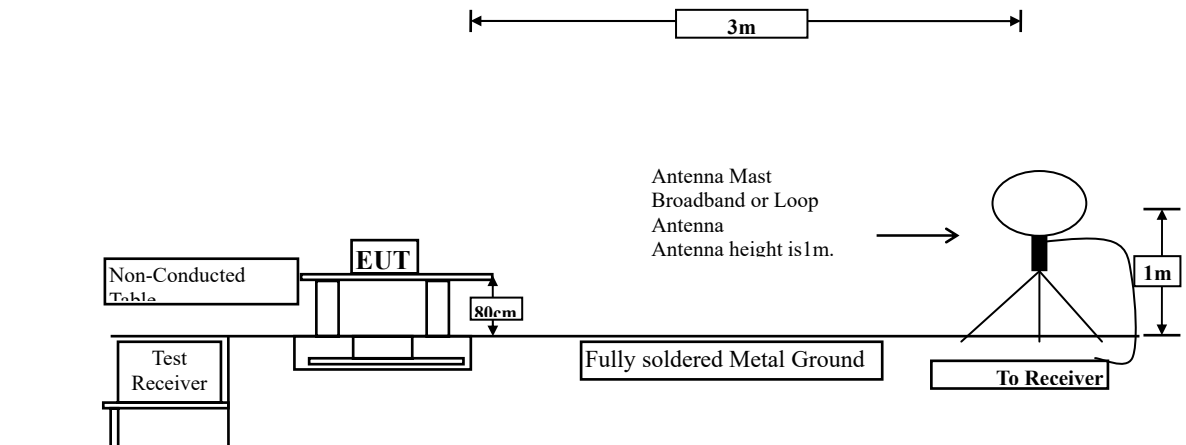 3m
Antenna Mast
Broadband or Loop
Antenna
Antenna height is1m.
EUT
Non-Conducted
Table
80cm
1m
Test
Receiver
Fully soldered Metal Ground
To Receiver